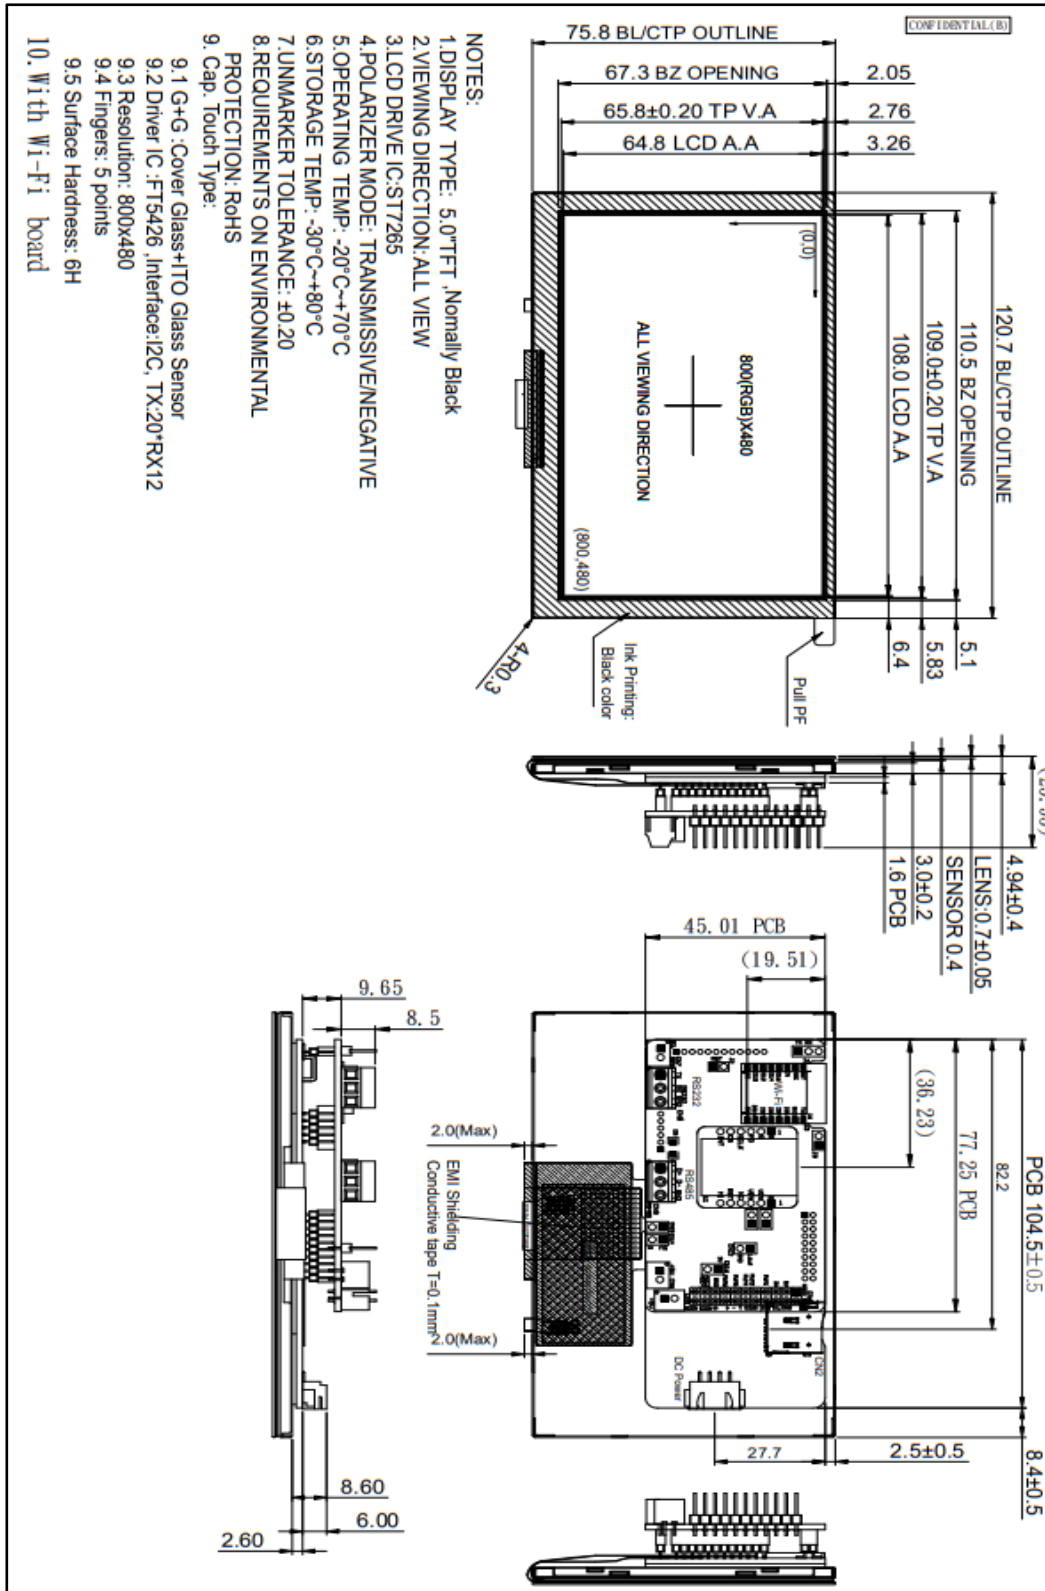 CONFIDENTIAL(B)
75.8 BL/CTP OUTLINE
67.3 BZ OPENING
2.05
65.8±0.20 TP V.A
2.76
64.8 LCD A.A
3.26
120.7 BL/CTP OUTLINE
110.5 BZ OPENING
109.0±0.20 TP V.A
108.0 LCD A.A
5.1
5.83
6.4
(0,0)
800(RGB)X480
ALL VIEWING DIRECTION
(800,480)
4-R0.3
Ink Printing:
Black color
Pull PF
NOTES:
1.DISPLAY TYPE: 5.0"TFT ,Nomally Black
2.VIEWING DIRECTION:ALL VIEW
3.LCD DRIVE IC:ST7265
4.POLARIZER MODE: TRANSMISSIVE/NEGATIVE
5.OPERATING TEMP: -20°C~+70°C
6.STORAGE TEMP: -30°C~+80°C
7.UNMARKER TOLERANCE: ±0.20
8.REQUIREMENTS ON ENVIRONMENTAL
PROTECTION: RoHS
9. Cap. Touch Type:
9.1 G+G :Cover Glass+ITO Glass Sensor
9.2 Driver IC :FT5426 ,Interface:I2C, TX:20*RX12
9.3 Resolution: 800x480
9.4 Fingers: 5 points
9.5 Surface Hardness: 6H
10. With Wi-Fi board
4.94±0.4
LENS:0.7±0.05
SENSOR 0.4
3.0±0.2
1.6 PCB
45.01 PCB
(19.51)
(36.23)
77.25 PCB
82.2
PCB 104.5±0.5
8.4±0.5
2.5±0.5
27.7
Wi-Fi
RS232
RS485
CN2
DC Power
2.0(Max)
EMI Shielding
Conductive tape T=0.1mm
2.0(Max)
9.65
8.5
8.60
6.00
2.60